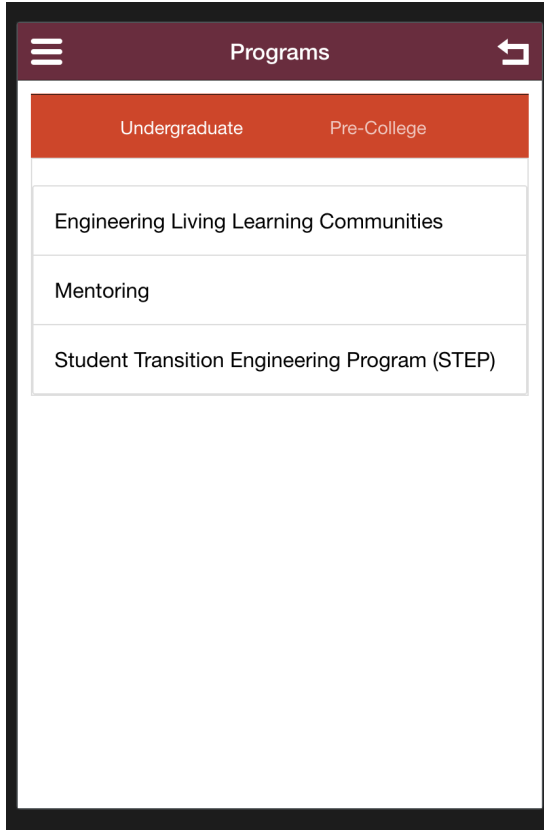 Programs
Undergraduate Pre-College
Engineering Living Learning Communities
Mentoring
Student Transition Engineering Program (STEP)